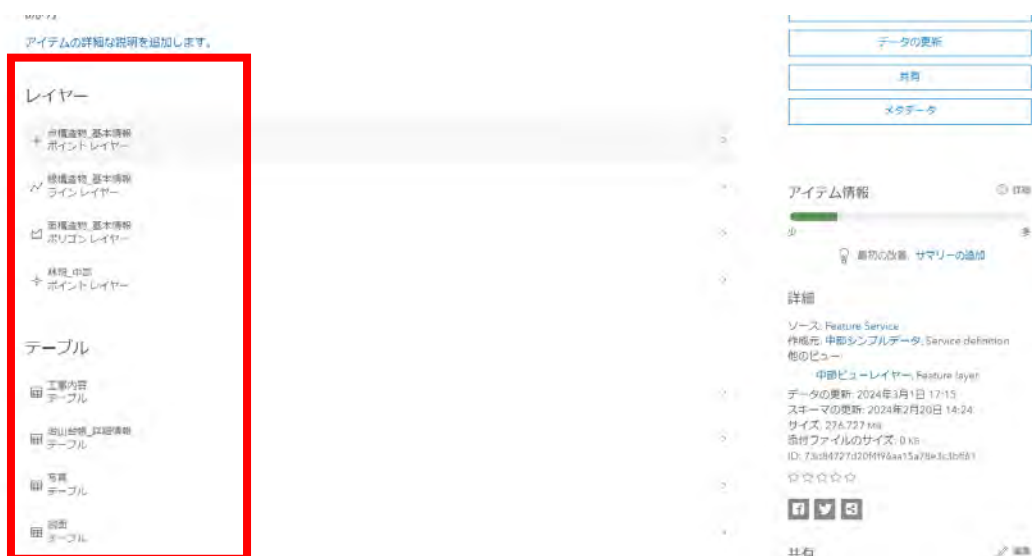 アイテムの詳細な説明を追加します。
レイヤー
点構造物_基本情報
ポイント レイヤー
線構造物_基本情報
ライン レイヤー
面構造物_基本情報
ポリゴン レイヤー
林班_中部
ポイント レイヤー
テーブル
工事内容
テーブル
治山台帳_詳細情報
テーブル
写真
テーブル
図面
テーブル
データの更新
共有
メタデータ
アイテム情報
詳細
少
多
最初の改善: サマリーの追加
詳細
ソース: Feature Service
作成元: 中部シンプルデータ, Service definition
他のビュー:
中部ビューレイヤー, Feature layer
データの更新: 2024年3月1日 17:15
スキーマの更新: 2024年2月20日 14:24
サイズ: 276.727 MB
添付ファイルのサイズ: 0 KB
ID:
共有
編集